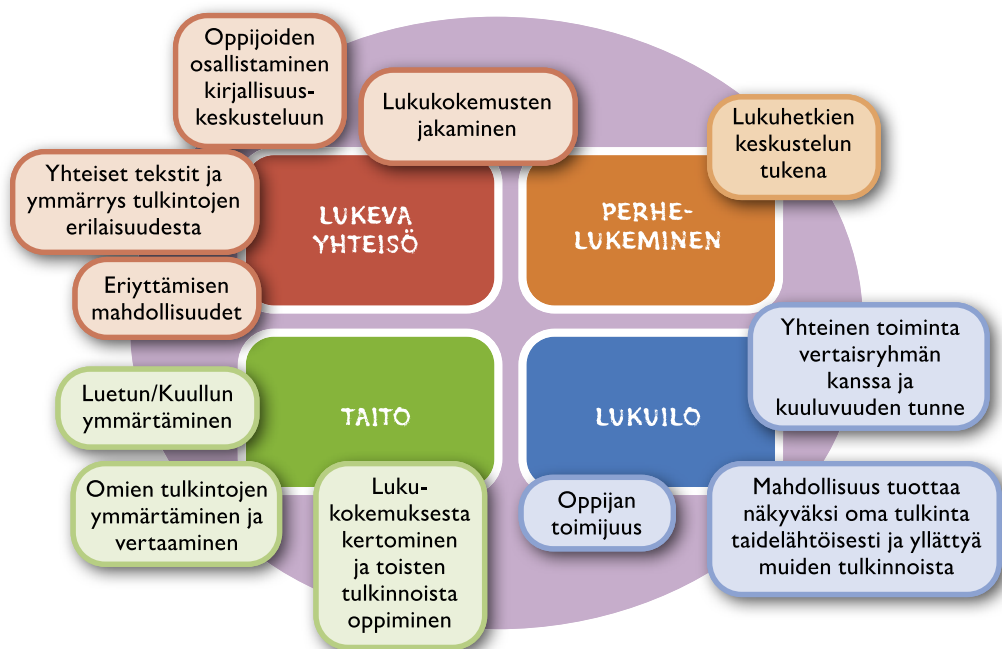 Oppijoiden
osallistaminen
kirjallisuus-
keskusteluun
Lukukokemusten
jakaminen
Lukuhetkien
keskustelun
tukena
Yhteiset tekstit ja
ymmärrys tulkintojen
erilaisuudesta
LUKEVA
YHTEISÖ
PERHE-
LUKEMINEN
Eriyttämisen
mahdollisuudet
Yhteinen toiminta
vertaisryhmän
kanssa ja
kuuluvuuden tunne
Luetun/Kuullun
ymmärtäminen
TAITO
LUKUILO
Omien tulkintojen
ymmärtäminen ja
vertaaminen
Luku-
kokemuksesta
kertominen
ja toisten
tulkinnoista
oppiminen
Oppijan
toimijuus
Mahdollisuus tuottaa
näkyväksi oma tulkinta
taidelähtöisesti ja yllättyä
muiden tulkinnoista